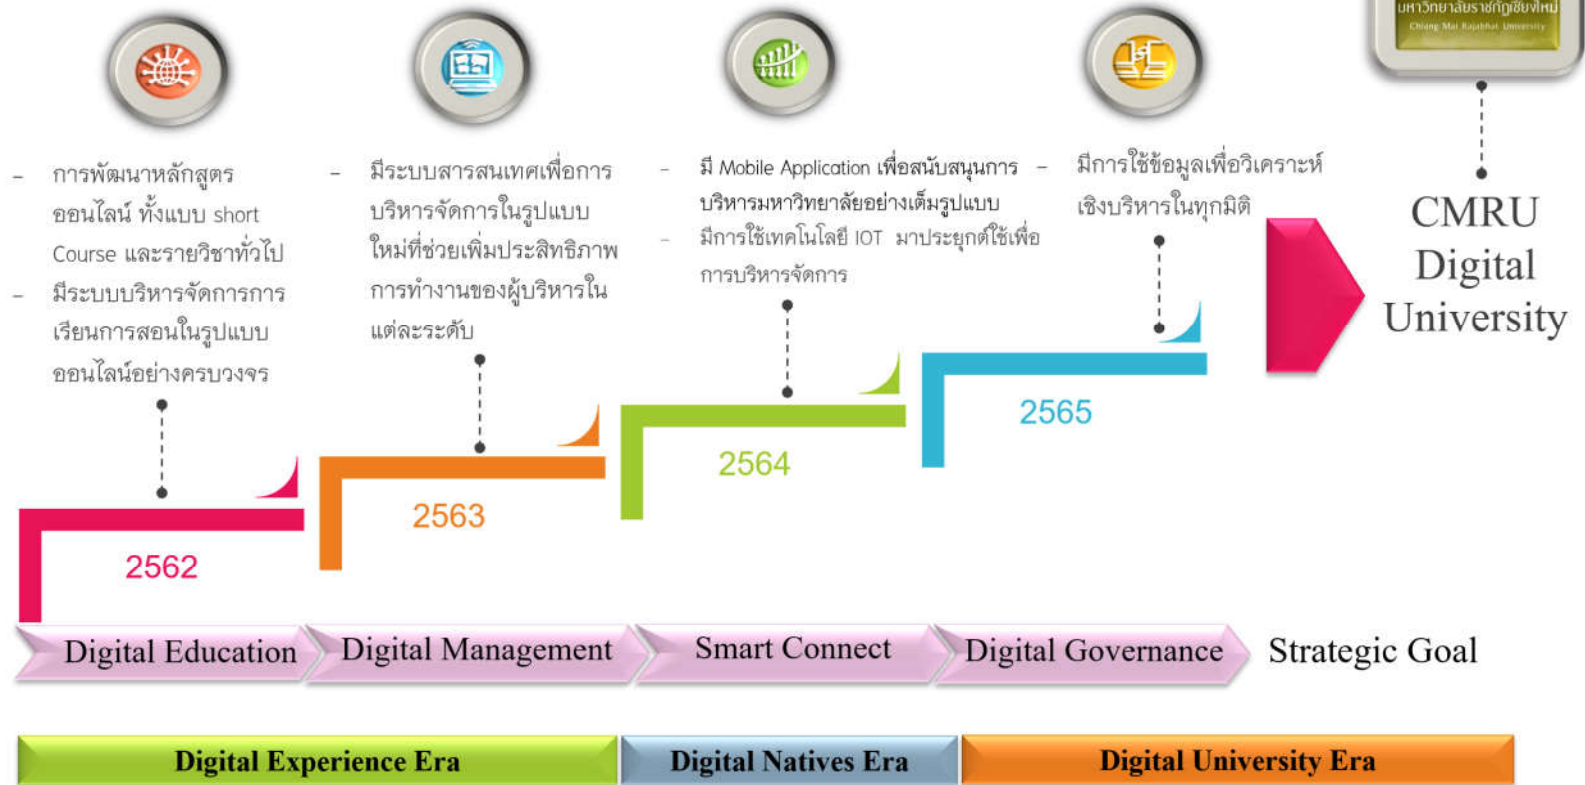 มหาวิทยาลัยราชภัฏเชียงใหม่
Chiang Mai Rajabhat University
- การพัฒนาหลักสูตร
ออนไลน์ ทั้งแบบ short
Course และรายวิชาทั่วไป
- มีระบบบริหารจัดการการ
เรียนการสอนในรูปแบบ
ออนไลน์อย่างครบวงจร
- มีระบบสารสนเทศเพื่อการ
บริหารจัดการในรูปแบบ
ใหม่ที่ช่วยเพิ่มประสิทธิภาพ
การทำงานของผู้บริหารใน
แต่ละระดับ
- มี Mobile Application เพื่อสนับสนุนการ
บริหารมหาวิทยาลัยอย่างเต็มรูปแบบ
- มีการใช้เทคโนโลยี IOT มาประยุกต์ใช้เพื่อ
การบริหารจัดการ
- มีการใช้ข้อมูลเพื่อวิเคราะห์
เชิงบริหารในทุกมิติ
CMRU
Digital
University
2562
2563
2564
2565
Digital Education
Digital Management
Smart Connect
Digital Governance
Strategic Goal
Digital Experience Era
Digital Natives Era
Digital University Era